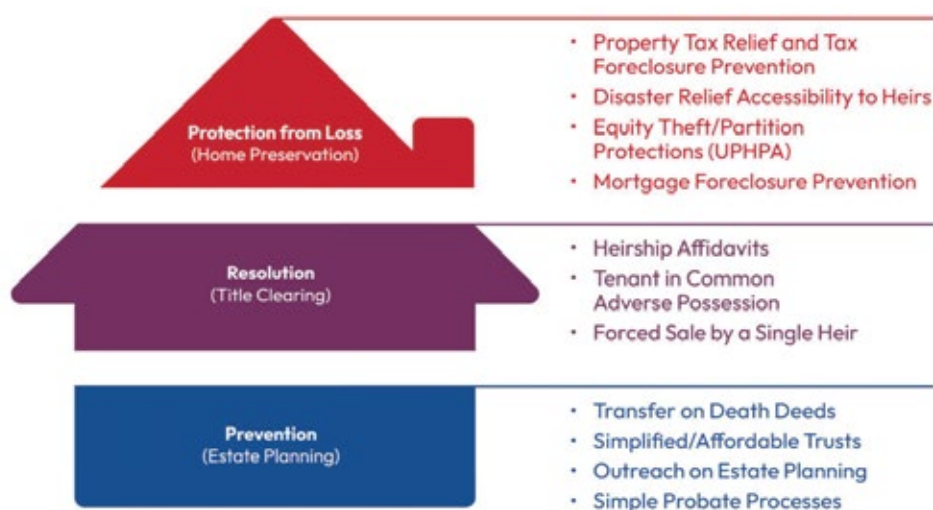 Protection from Loss
(Home Preservation)
• Property Tax Relief and Tax
Foreclosure Prevention
• Disaster Relief Accessibility to Heirs
• Equity Theft/Partition
Protections (UPHPA)
• Mortgage Foreclosure Prevention
Resolution
(Title Clearing)
• Heirship Affidavits
• Tenant in Common
Adverse Possession
• Forced Sale by a Single Heir
Prevention
(Estate Planning)
• Transfer on Death Deeds
• Simplified/Affordable Trusts
• Outreach on Estate Planning
• Simple Probate Processes